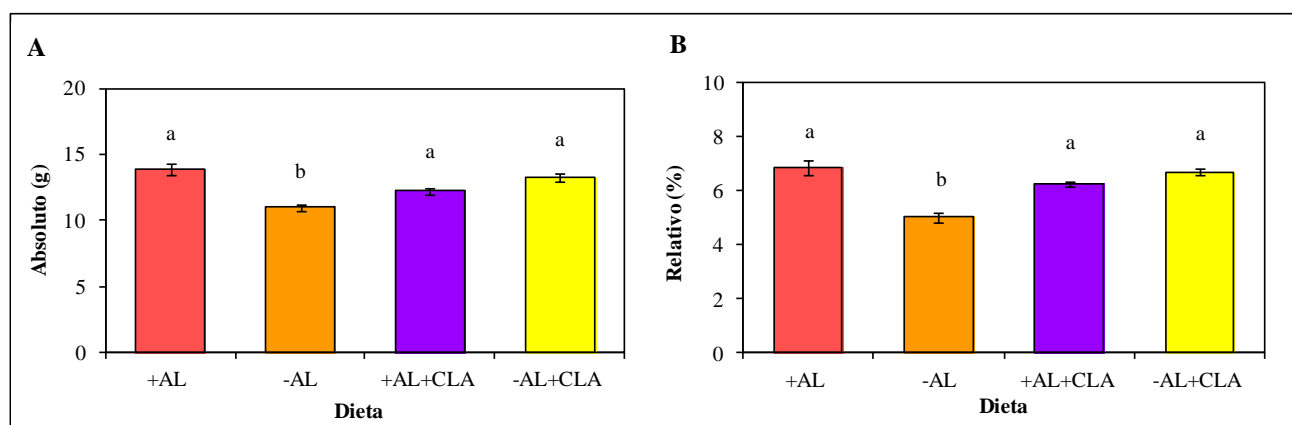 A
Absoluto (g)
20
15
10
5
0
a
b
a
a
+AL
-AL
+AL+CLA
-AL+CLA
Dieta
B
Relativo (%)
10
8
6
4
2
0
a
b
a
a
+AL
-AL
+AL+CLA
-AL+CLA
Dieta